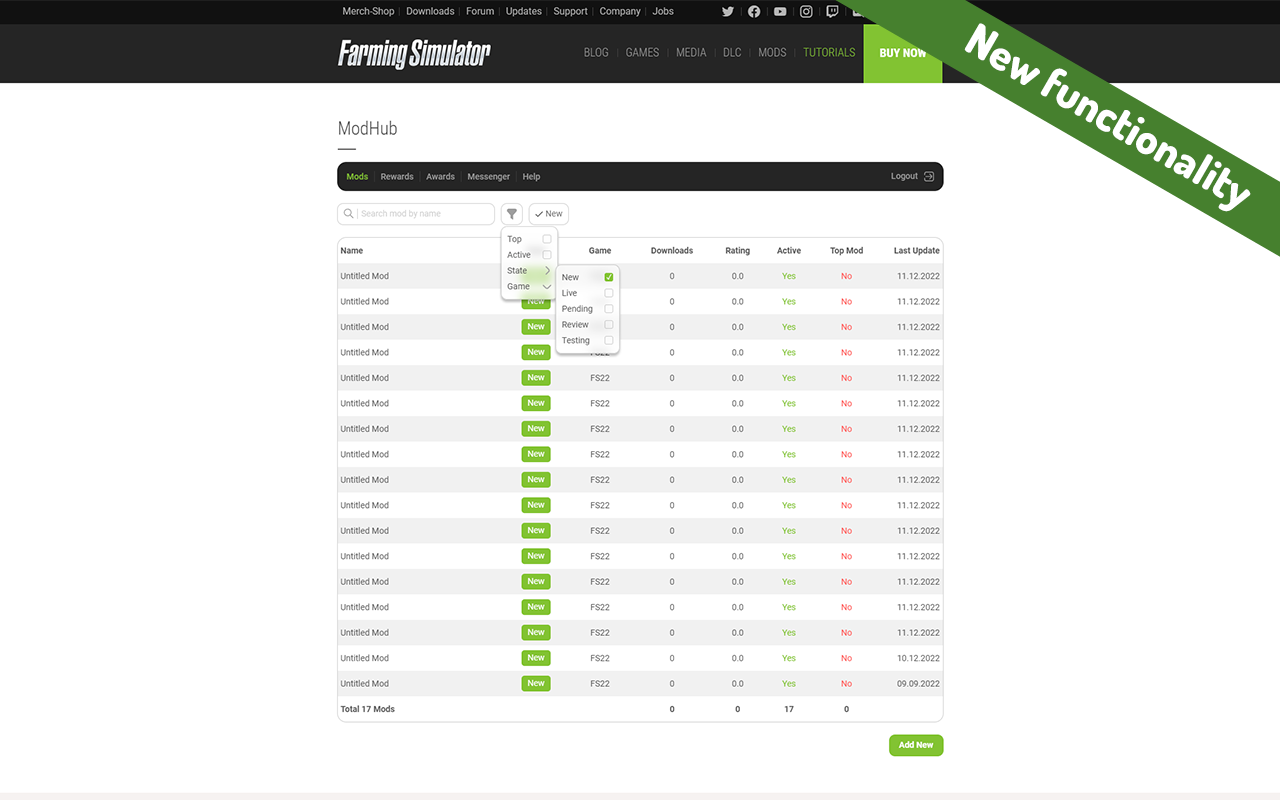 Merch-Shop Downloads Forum Updates Support Company Jobs
Farming Simulator BLOG GAMES MEDIA DLC MODS TUTORIALS BUY NOW
New functionality
ModHub
Mods Rewards Awards Messenger Help Logout
Search mod by name New
Top
Active
State
Game
New
Live
Pending
Review
Testing
Name Game Downloads Rating Active Top Mod Last Update
Untitled Mod 0 0.0 Yes No 11.12.2022
Untitled Mod New 0 0.0 Yes No 11.12.2022
Untitled Mod New 0 0.0 Yes No 11.12.2022
Untitled Mod New FS22 0 0.0 Yes No 11.12.2022
Untitled Mod New FS22 0 0.0 Yes No 11.12.2022
Untitled Mod New FS22 0 0.0 Yes No 11.12.2022
Untitled Mod New FS22 0 0.0 Yes No 11.12.2022
Untitled Mod New FS22 0 0.0 Yes No 11.12.2022
Untitled Mod New FS22 0 0.0 Yes No 11.12.2022
Untitled Mod New FS22 0 0.0 Yes No 11.12.2022
Untitled Mod New FS22 0 0.0 Yes No 11.12.2022
Untitled Mod New FS22 0 0.0 Yes No 11.12.2022
Untitled Mod New FS22 0 0.0 Yes No 11.12.2022
Untitled Mod New FS22 0 0.0 Yes No 11.12.2022
Untitled Mod New FS22 0 0.0 Yes No 11.12.2022
Untitled Mod New FS22 0 0.0 Yes No 10.12.2022
Untitled Mod New FS22 0 0.0 Yes No 09.09.2022
Total 17 Mods 0 0 17 0
Add New